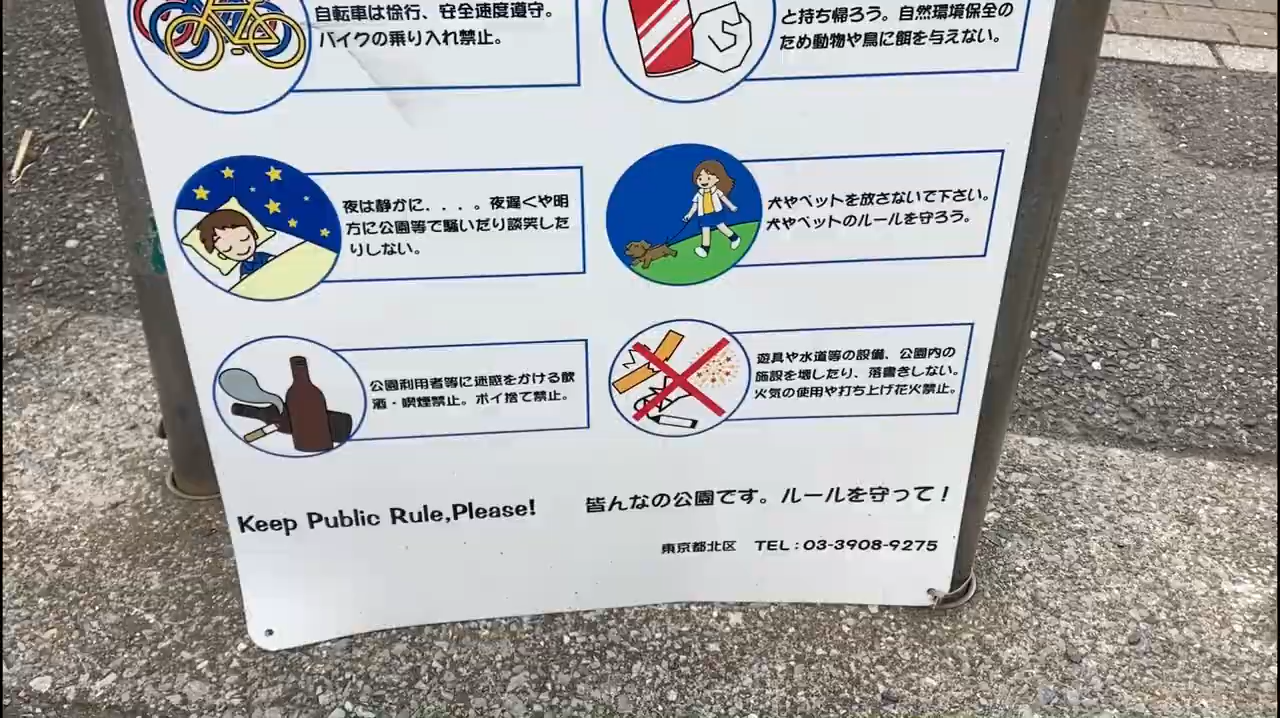 自転車は徐行、安全速度遵守。
バイクの乗り入れ禁止。
と持ち帰ろう。自然環境保全の
ため動物や鳥に餌を与えない。
夜は静かに．．．．。夜遅くや明
方に公園等で騒いだり談笑した
りしない。
犬やペットを放さないで下さい。
犬やペットのルールを守ろう。
公園利用者等に迷惑をかける飲
酒・喫煙禁止。ポイ捨て禁止。
遊具や水道等の設備、公園内の
施設を壊したり、落書きしない。
火気の使用や打ち上げ花火禁止。
Keep Public Rule,Please!
皆んなの公園です。ルールを守って！
東京都北区 TEL：03-3908-9275